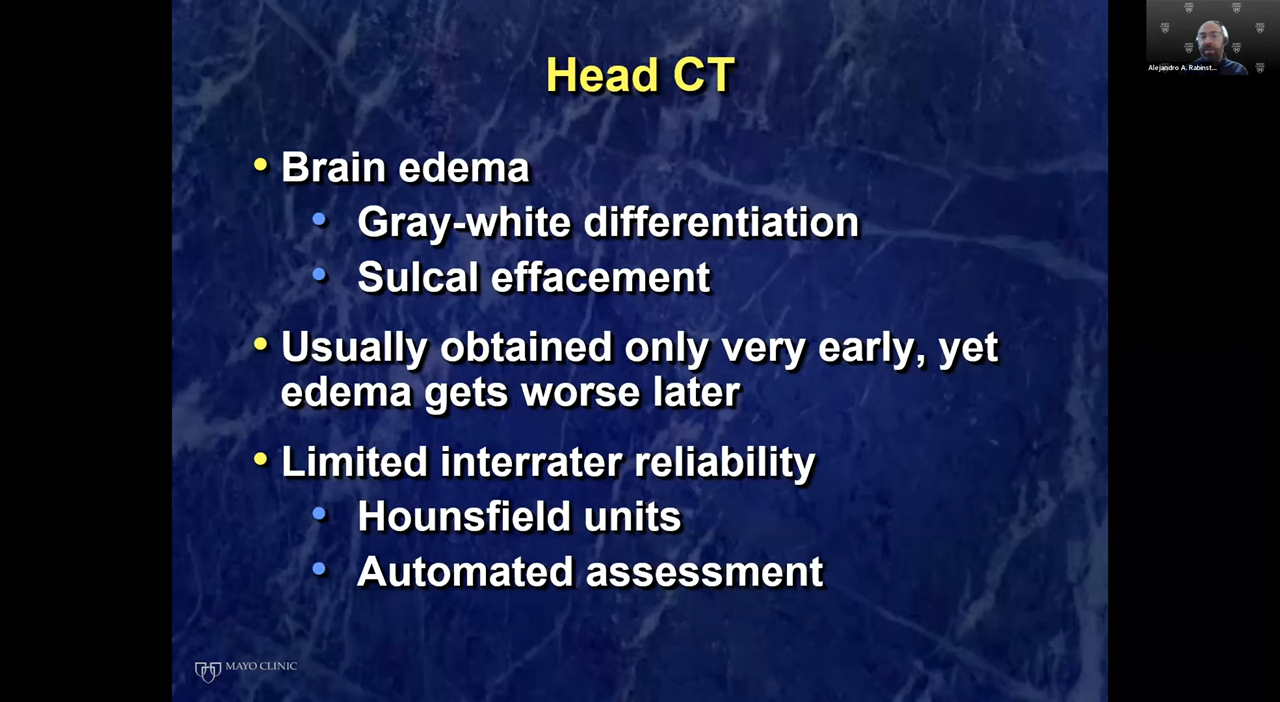 Head CT
• Brain edema
• Gray-white differentiation
• Sulcal effacement
• Usually obtained only very early, yet
edema gets worse later
• Limited interrater reliability
• Hounsfield units
• Automated assessment
MAYO CLINIC
Alejandro A. Rabinst...